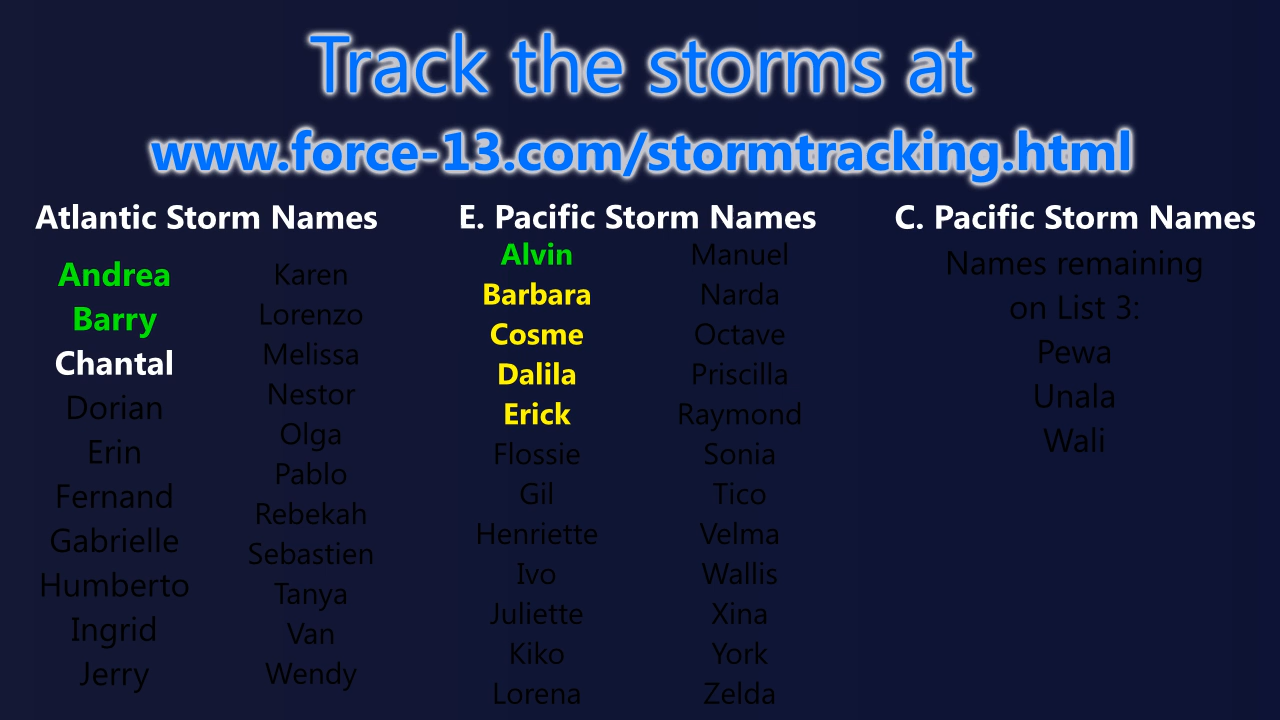 Track the storms at
www.force-13.com/stormtracking.html
Atlantic Storm Names
Andrea
Barry
Chantal
Dorian
Erin
Fernand
Gabrielle
Humberto
Ingrid
Jerry
Karen
Lorenzo
Melissa
Nestor
Olga
Pablo
Rebekah
Sebastien
Tanya
Van
Wendy
E. Pacific Storm Names
Alvin
Barbara
Cosme
Dalila
Erick
Flossie
Gil
Henriette
Ivo
Juliette
Kiko
Lorena
Manuel
Narda
Octave
Priscilla
Raymond
Sonia
Tico
Velma
Wallis
Xina
York
Zelda
C. Pacific Storm Names
Names remaining
on List 3:
Pewa
Unala
Wali